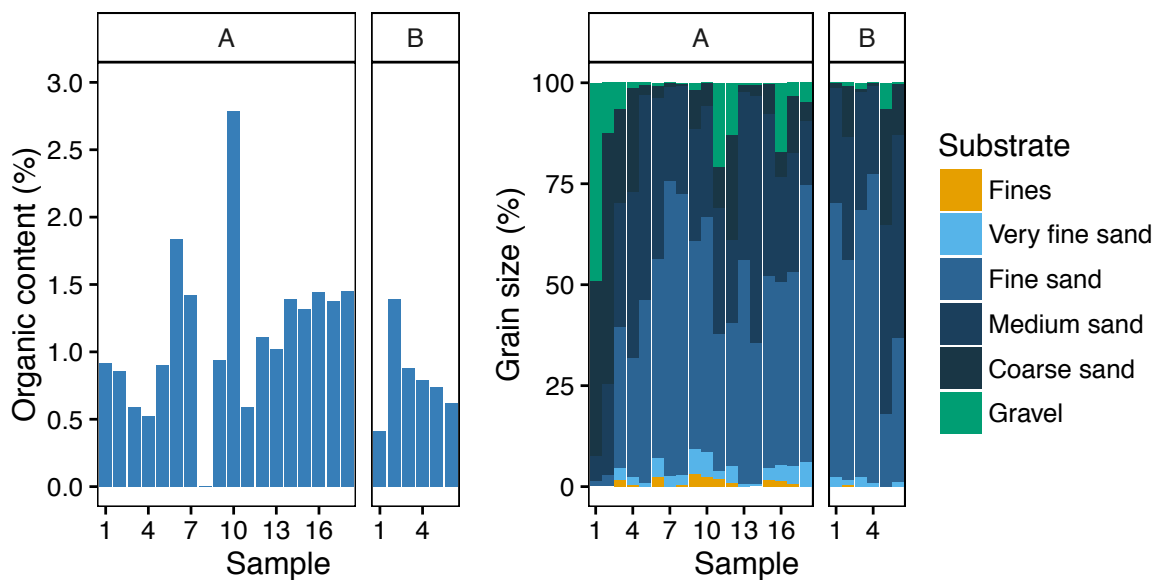 A
B
Organic content (%)
3.0
2.5
2.0
1.5
1.0
0.5
0.0
1 4 7 10 13 16
1 4
Sample
A
B
Grain size (%)
100
75
50
25
0
1 4 7 10 13 16
1 4
Sample
Substrate
Fines
Very fine sand
Fine sand
Medium sand
Coarse sand
Gravel